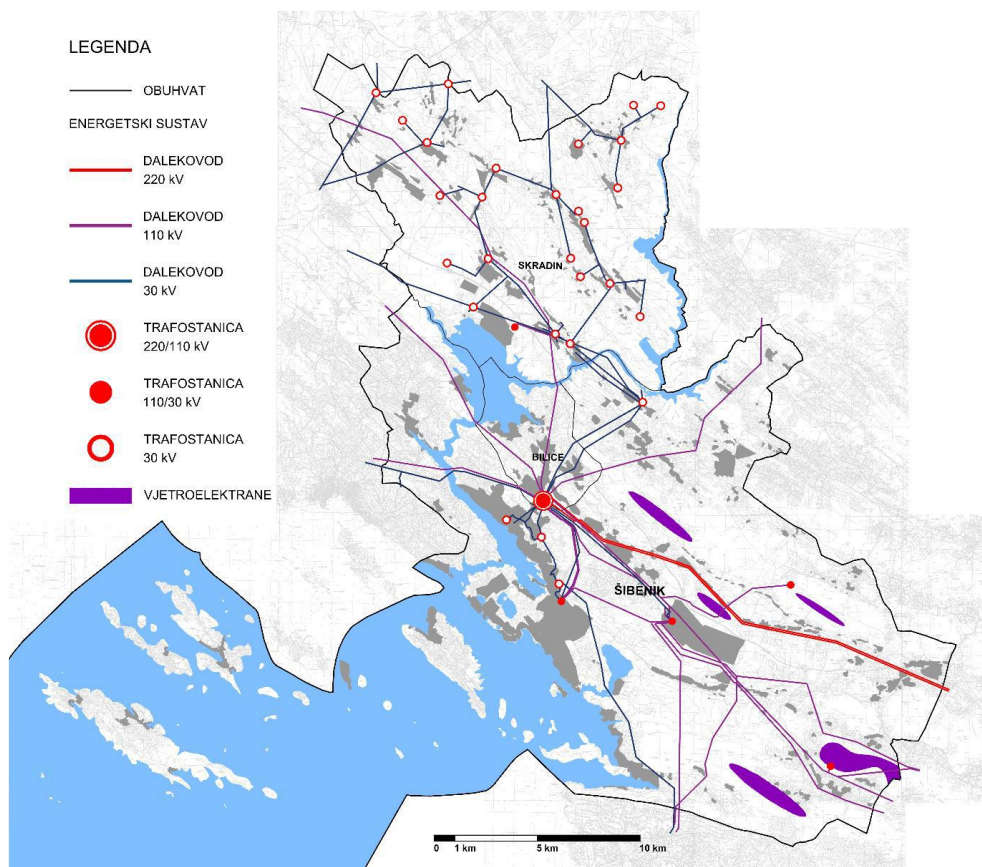 LEGENDA
OBUHVAT
ENERGETSKI SUSTAV
DALEKOVOD
220 kV
DALEKOVOD
110 kV
DALEKOVOD
30 kV
TRAFOSTANICA
220/110 kV
TRAFOSTANICA
110/30 kV
TRAFOSTANICA
30 kV
VJETROELEKTRANE
SKRADIN
BILICE
ŠIBENIK
0 1 km 5 km 10 km